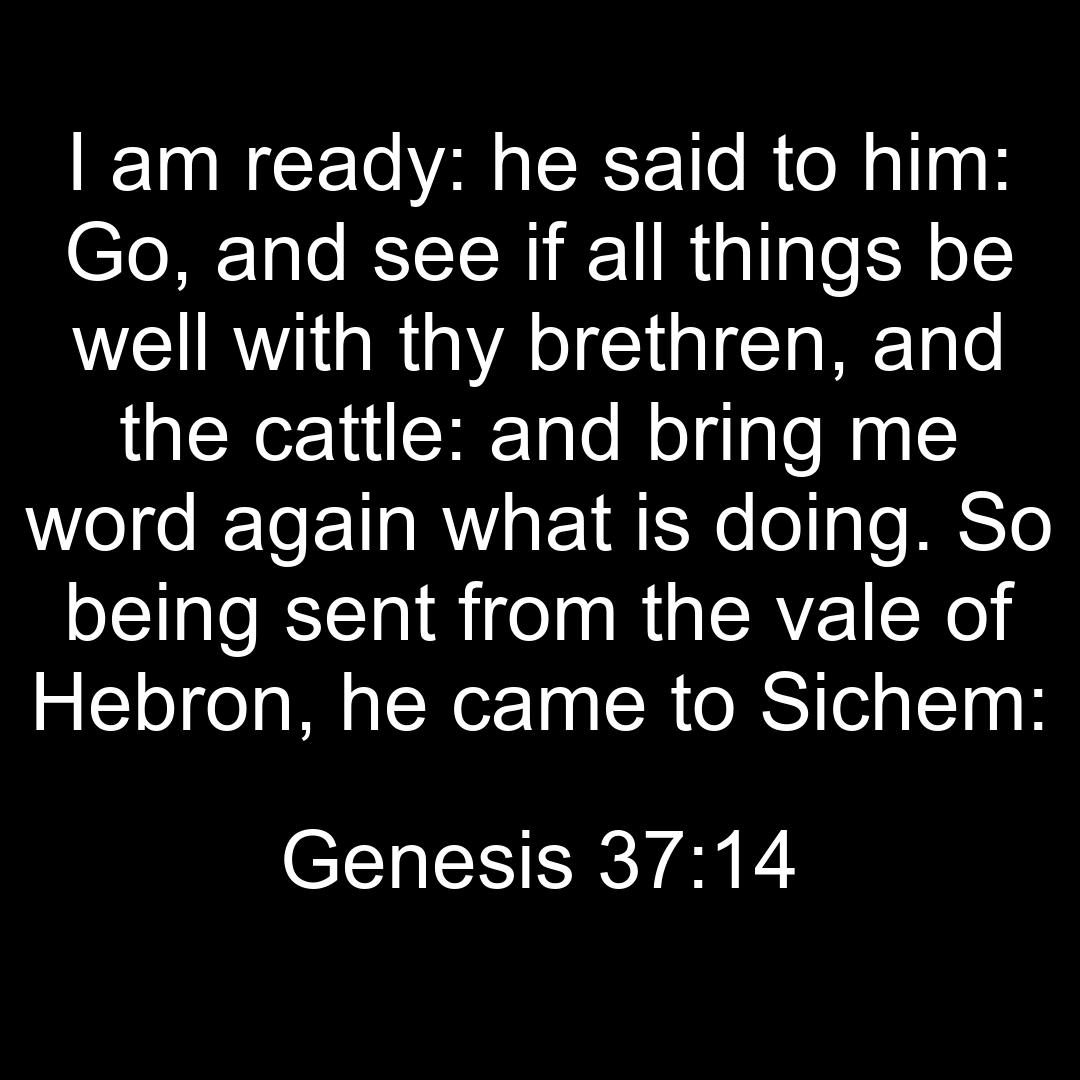 I am ready: he said to him:
Go, and see if all things be
well with thy brethren, and
the cattle: and bring me
word again what is doing. So
being sent from the vale of
Hebron, he came to Sichem:
Genesis 37:14